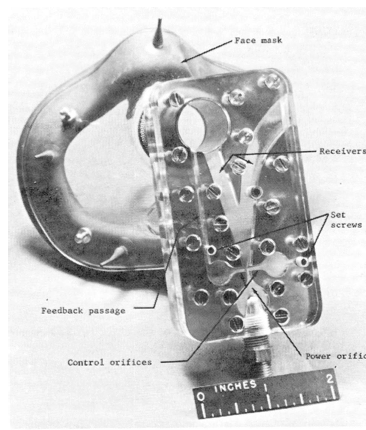 Face mask
Receivers
Set
screws
Feedback passage
Control orifices
Power orific
INCHES
0 1 2